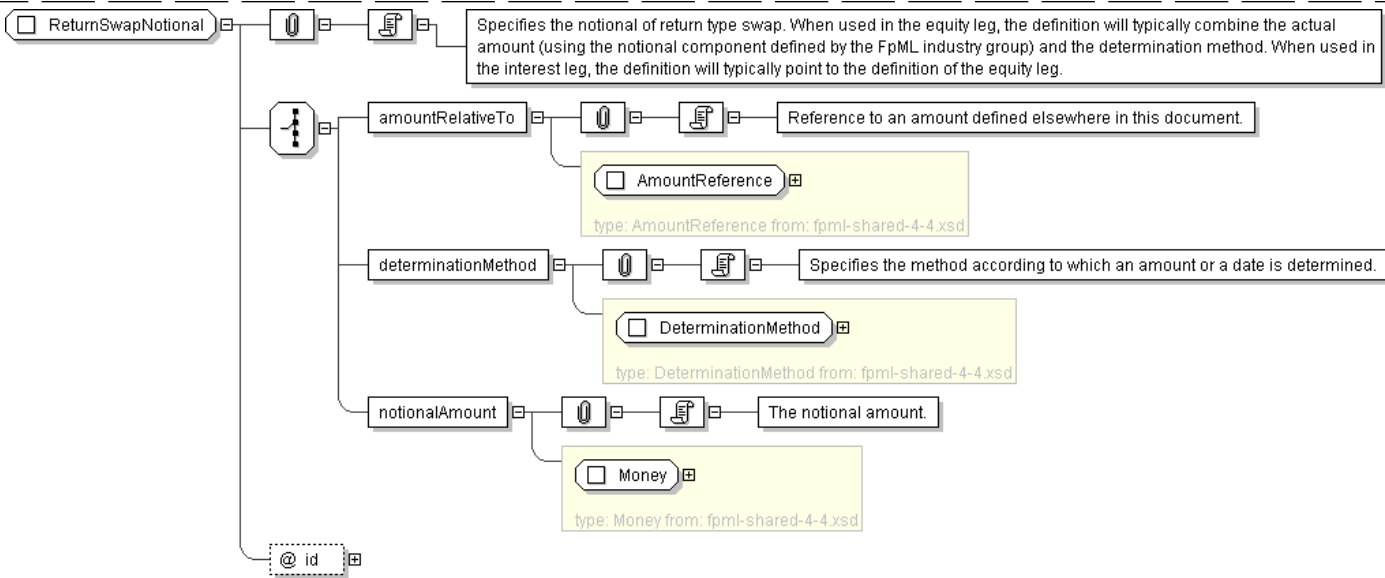 ReturnSwapNotional
Specifies the notional of return type swap. When used in the equity leg, the definition will typically combine the actual
amount (using the notional component defined by the FpML industry group) and the determination method. When used in
the interest leg, the definition will typically point to the definition of the equity leg.
amountRelativeTo
Reference to an amount defined elsewhere in this document.
AmountReference
type: AmountReference from: fpml-shared-4-4.xsd
determinationMethod
Specifies the method according to which an amount or a date is determined.
DeterminationMethod
type: DeterminationMethod from: fpml-shared-4-4.xsd
notionalAmount
The notional amount.
Money
type: Money from: fpml-shared-4-4.xsd
@ id